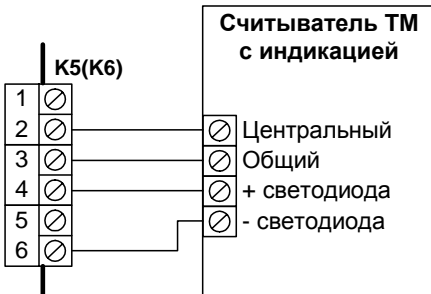 Считыватель ТМ
с индикацией
K5(K6)
1
2
3
4
5
6
Центральный
Общий
+ светодиода
- светодиода